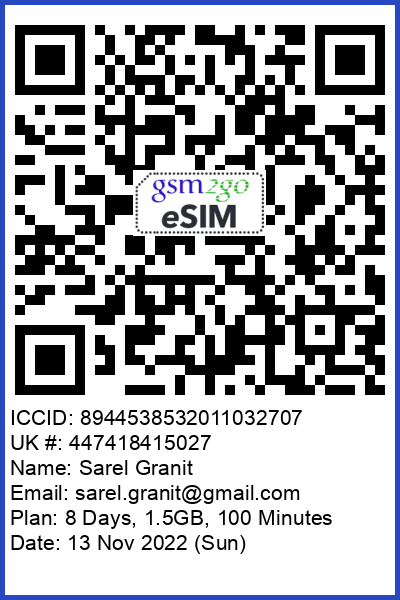 gsm2go
eSIM
ICCID: 8944538532011032707
UK #: 447418415027
Name: Sarel Granit
Email: sarel.granit@gmail.com
Plan: 8 Days, 1.5GB, 100 Minutes
Date: 13 Nov 2022 (Sun)